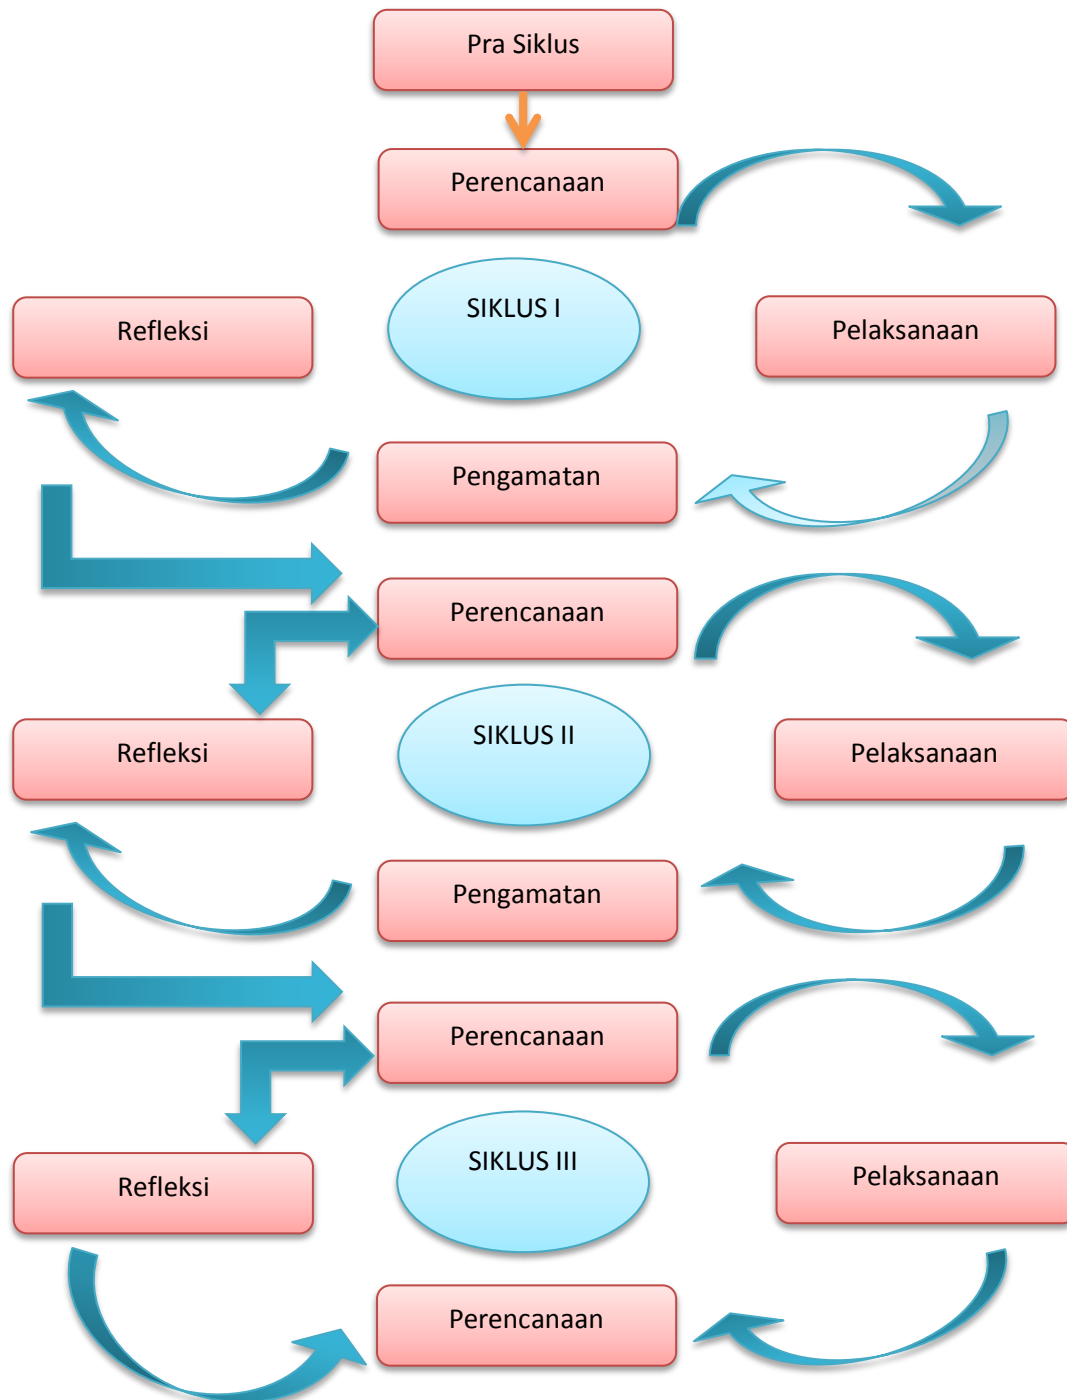 Pra Siklus
Perencanaan
SIKLUS I
Refleksi
Pelaksanaan
Pengamatan
Perencanaan
SIKLUS II
Refleksi
Pelaksanaan
Pengamatan
Perencanaan
SIKLUS III
Refleksi
Pelaksanaan
Perencanaan